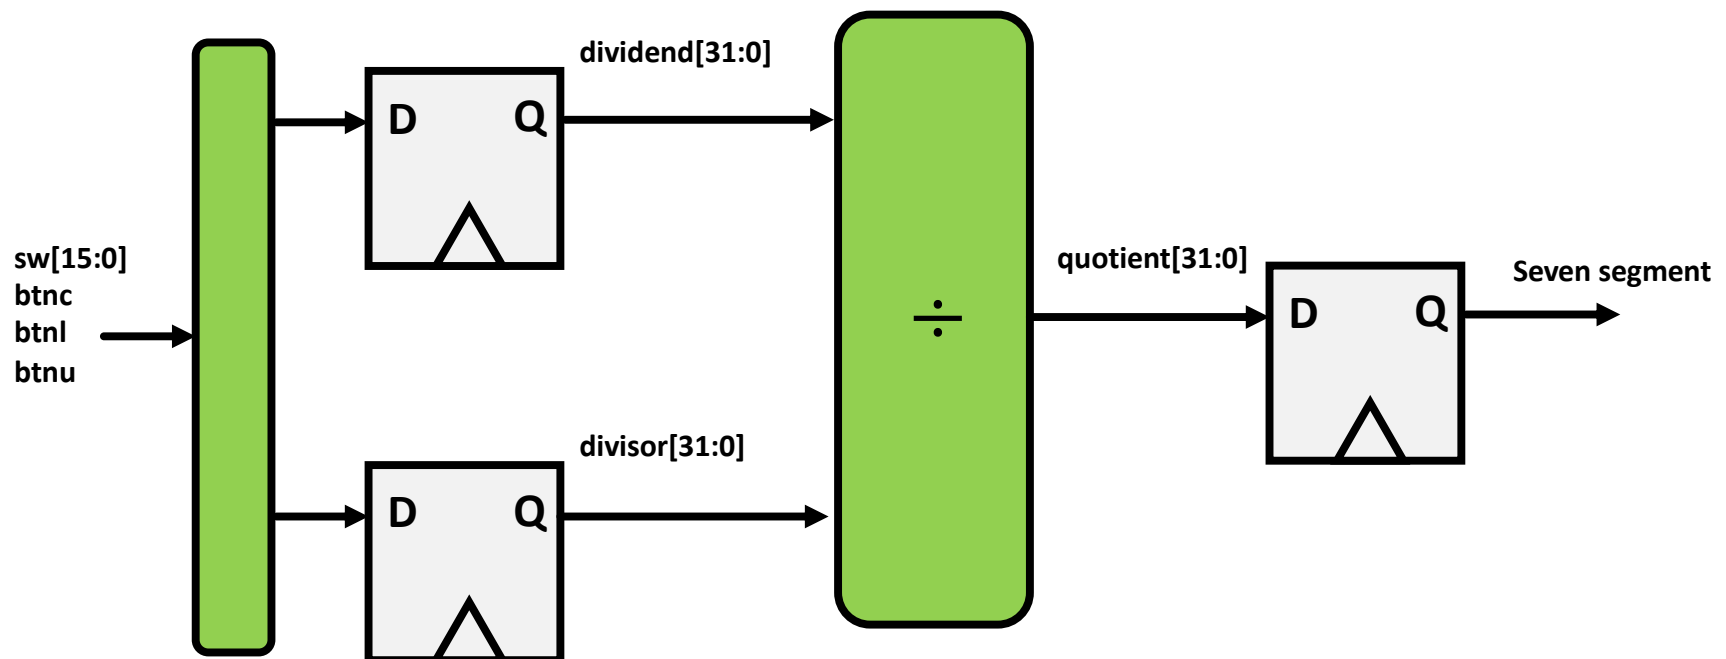 dividend[31:0]
D Q
sw[15:0]
btnc
btnl
btnu
÷
quotient[31:0]
D Q
Seven segment
divisor[31:0]
D Q